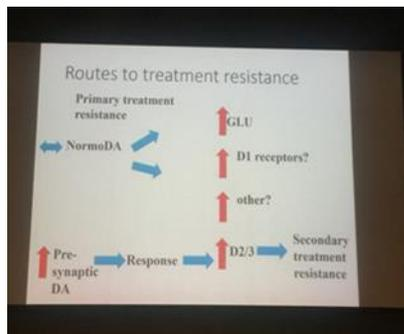 Routes to treatment resistance
Primary treatment
resistance
NormoDA
GLU
D1 receptors?
other?
Pre-
synaptic
DA
Response
D2/3
Secondary
treatment
resistance